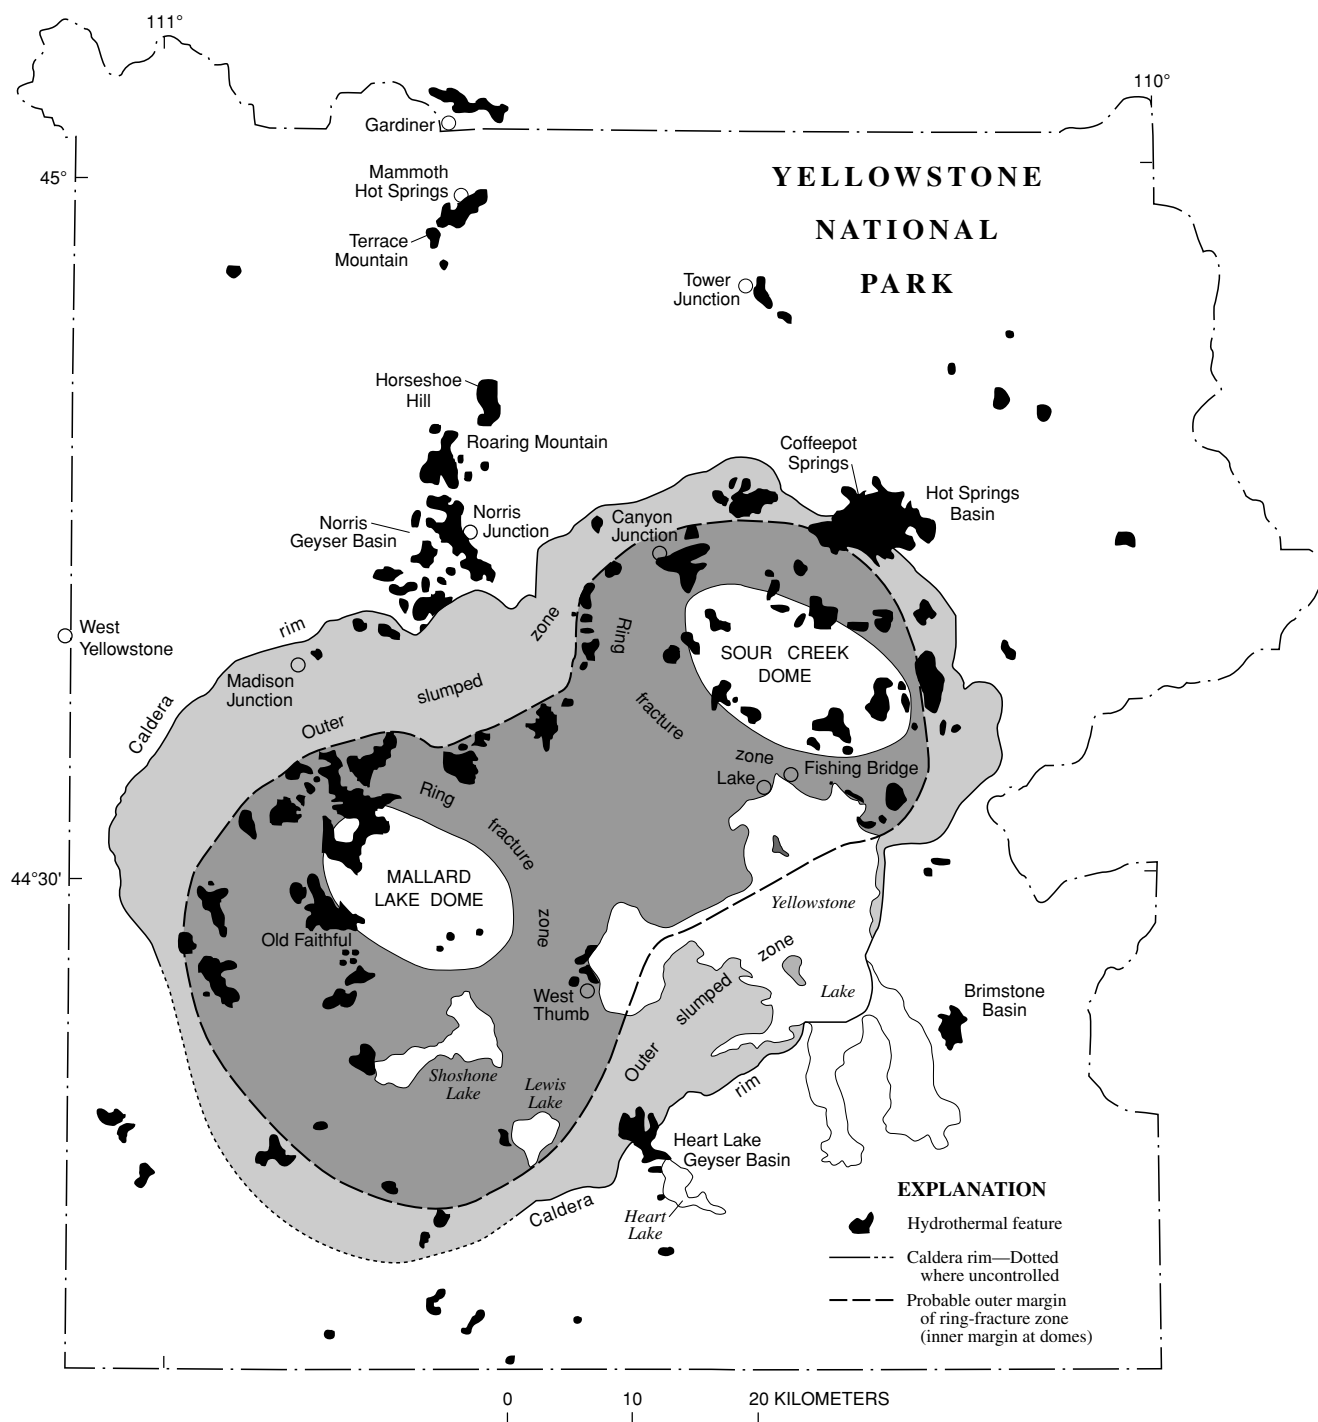 111°
110°
Gardiner
45°
Mammoth
Hot Springs
YELLOWSTONE
NATIONAL
PARK
Terrace
Mountain
Tower
Junction
Horseshoe
Hill
Roaring Mountain
Coffeepot
Springs
Hot Springs
Basin
Norris
Geyser Basin
Norris
Junction
Canyon
Junction
West
Yellowstone
rim
zone
Ring
SOUR CREEK
DOME
Madison
Junction
slumped
Caldera
Outer
fracture
zone
Lake
Fishing Bridge
Ring
fracture
44°30'
MALLARD
LAKE DOME
Yellowstone
zone
Old Faithful
zone
slumped
Lake
West
Thumb
Brimstone
Basin
Outer
Shoshone
Lake
Lewis
Lake
rim
Heart Lake
Geyser Basin
Caldera
Heart
Lake
EXPLANATION
Hydrothermal feature
Caldera rim—Dotted
where uncontrolled
Probable outer margin
of ring-fracture zone
(inner margin at domes)
0 10 20 KILOMETERS